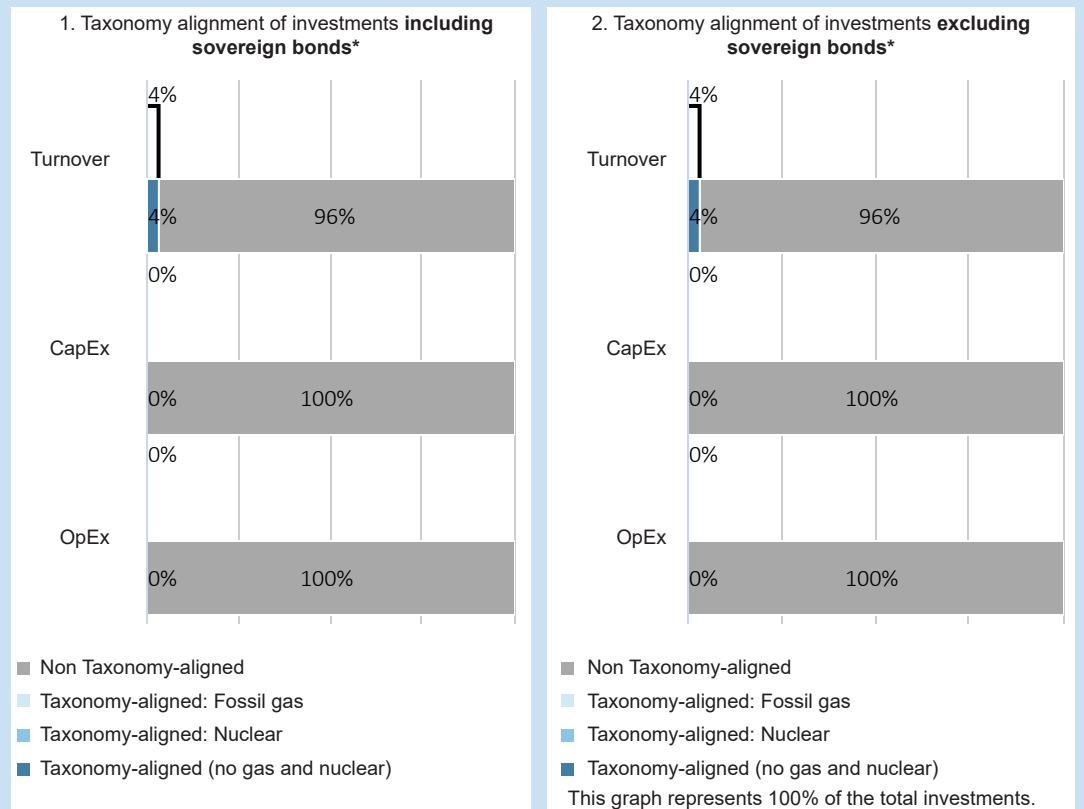 1. Taxonomy alignment of investments including
sovereign bonds*
4%
Turnover
4%
96%
0%
CapEx
0%
100%
0%
OpEx
0%
100%
Non Taxonomy-aligned
Taxonomy-aligned: Fossil gas
Taxonomy-aligned: Nuclear
Taxonomy-aligned (no gas and nuclear)
2. Taxonomy alignment of investments excluding
sovereign bonds*
4%
Turnover
4%
96%
0%
CapEx
0%
100%
0%
OpEx
0%
100%
Non Taxonomy-aligned
Taxonomy-aligned: Fossil gas
Taxonomy-aligned: Nuclear
Taxonomy-aligned (no gas and nuclear)
This graph represents 100% of the total investments.